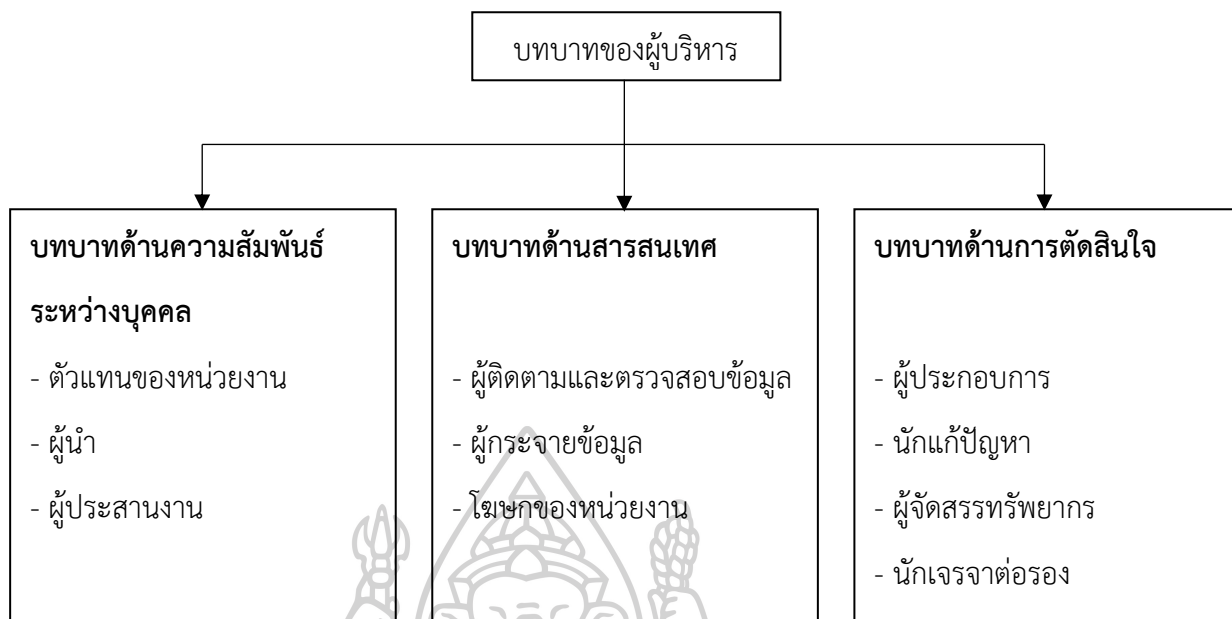 บทบาทของผู้บริหาร
บทบาทด้านความสัมพันธ์
ระหว่างบุคคล
- ตัวแทนของหน่วยงาน
- ผู้นำ
- ผู้ประสานงาน
บทบาทด้านสารสนเทศ
- ผู้ติดตามและตรวจสอบข้อมูล
- ผู้กระจายข้อมูล
- โฆษกของหน่วยงาน
บทบาทด้านการตัดสินใจ
- ผู้ประกอบการ
- นักแก้ปัญหา
- ผู้จัดสรรทรัพยากร
- นักเจรจาต่อรอง